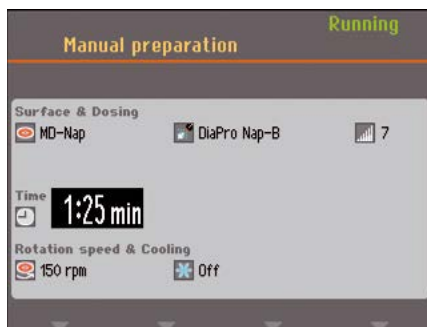 Running
Manual preparation
Surface & Dosing
MD-Nap DiaPro Nap-B 7
Time
1:25 min
Rotation speed & Cooling
150 rpm Off